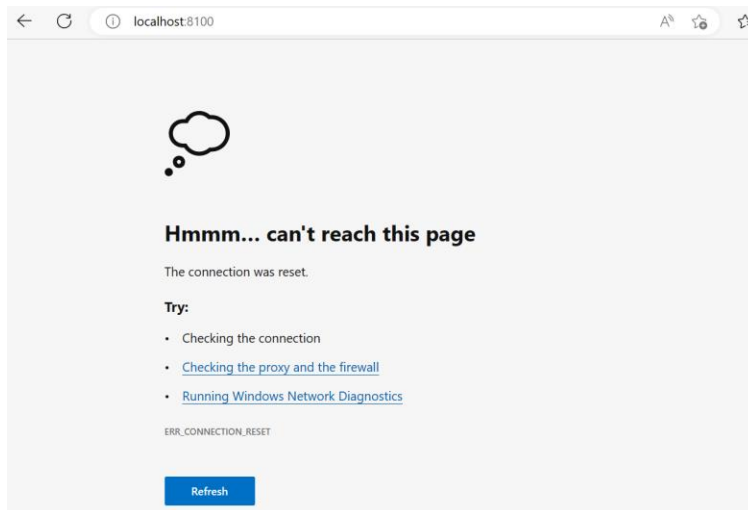 localhost:8100
Hmmm... can't reach this page
The connection was reset.
Try:
• Checking the connection
• Checking the proxy and the firewall
• Running Windows Network Diagnostics
ERR_CONNECTION_RESET
Refresh